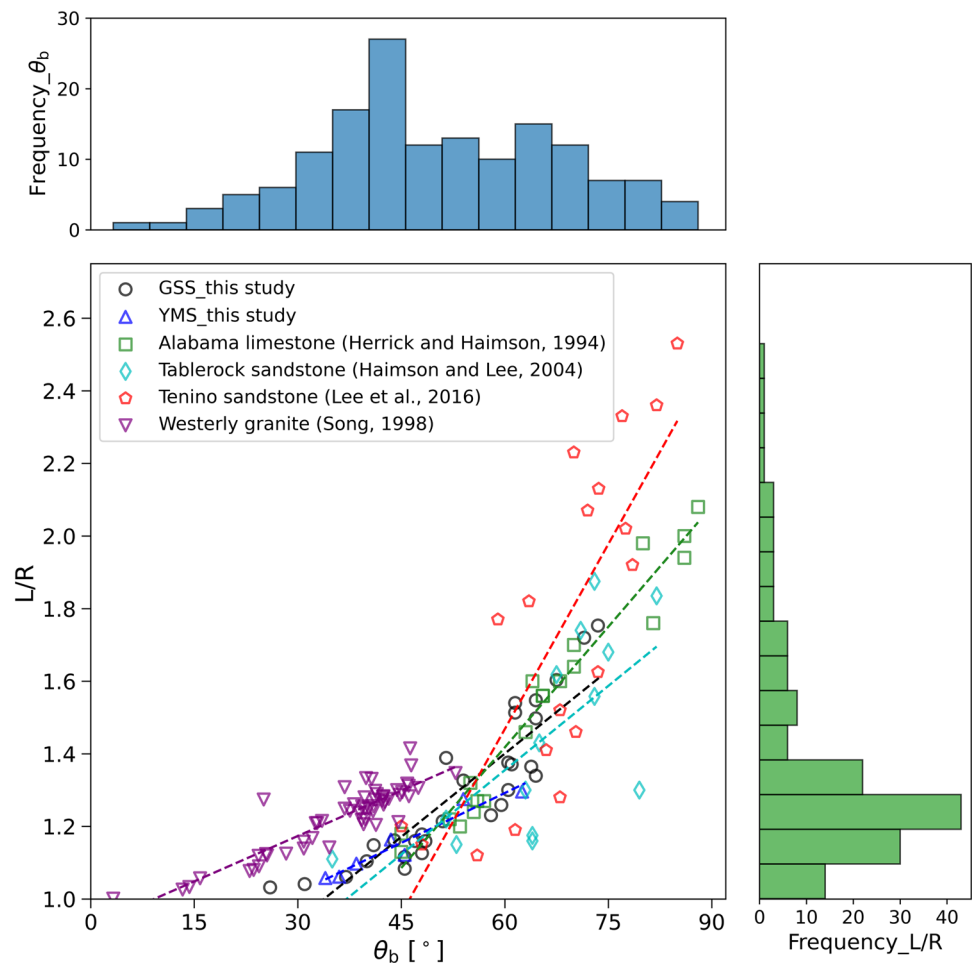 30
20
10
0
Frequency_θb
GSS_this study
YMS_this study
Alabama limestone (Herrick and Haimson, 1994)
Tablerock sandstone (Haimson and Lee, 2004)
Tenino sandstone (Lee et al., 2016)
Westerly granite (Song, 1998)
2.6
2.4
2.2
2.0
1.8
1.6
1.4
1.2
1.0
L/R
0 15 30 45 60 75 90
θb [°]
0 10 20 30 40
Frequency_L/R